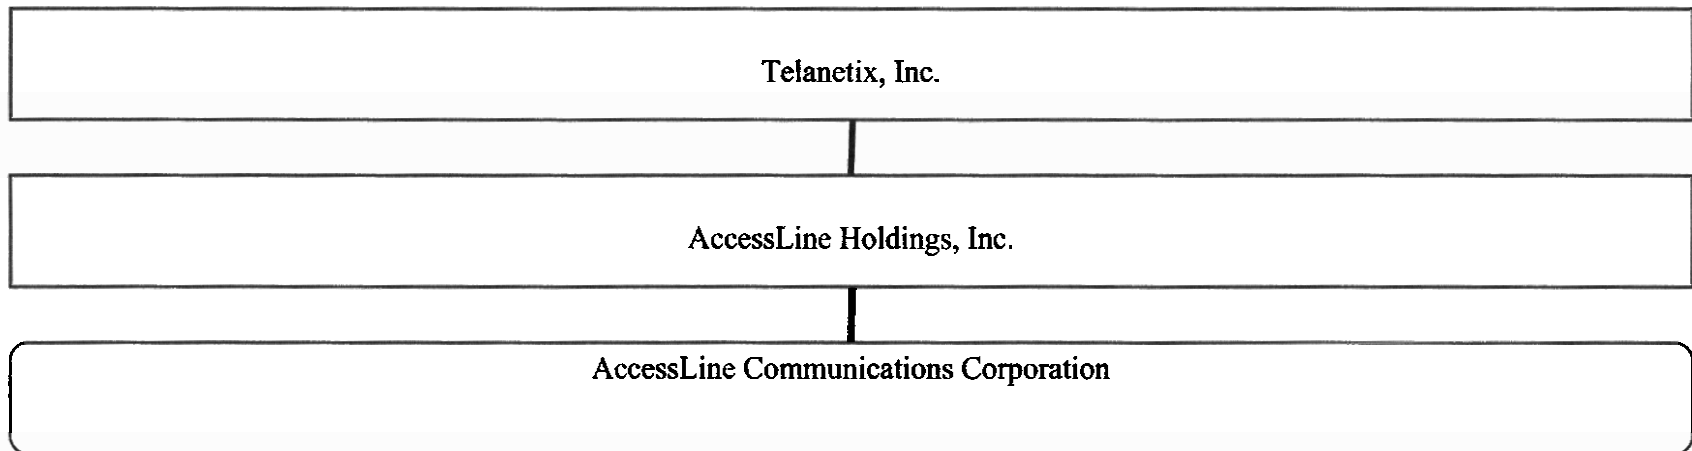 Telanetix, Inc.
AccessLine Holdings, Inc.
AccessLine Communications Corporation